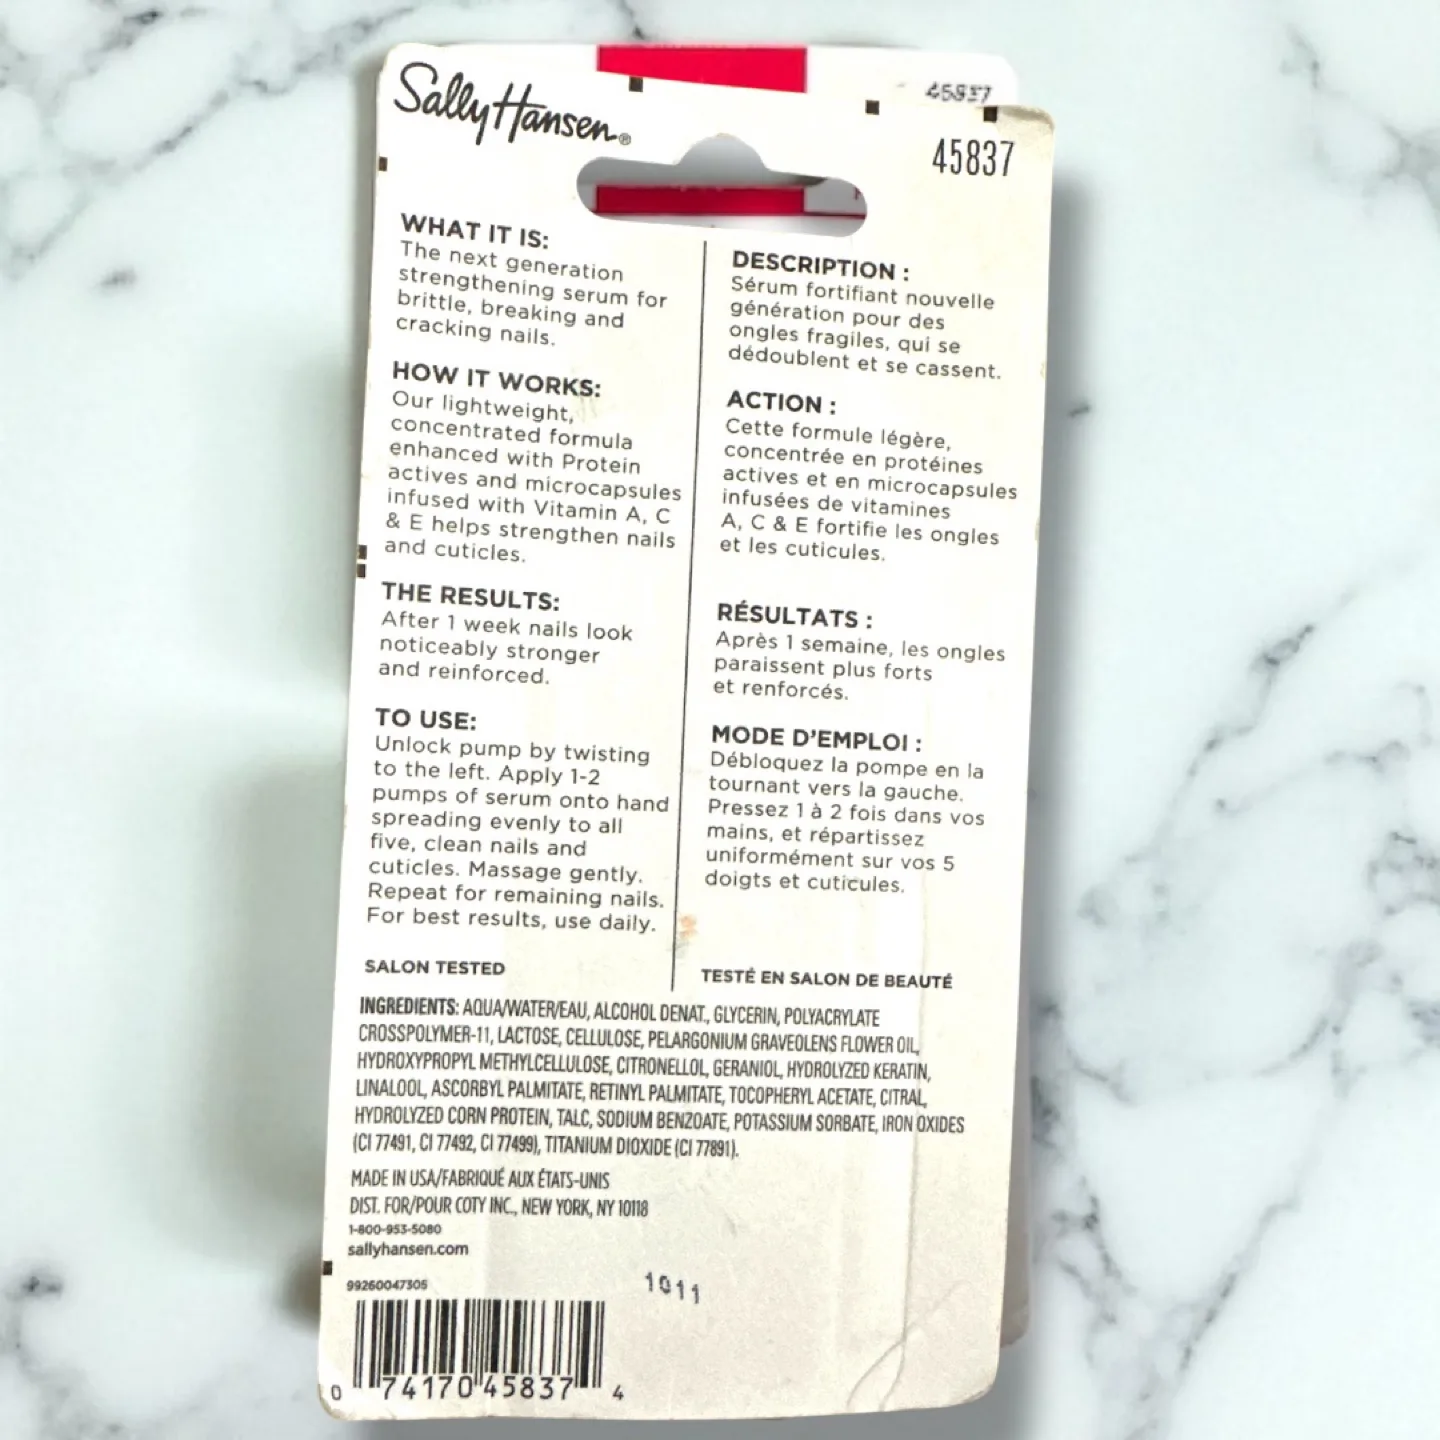 Sally Hansen®
45837
45837
WHAT IT IS:
The next generation
strengthening serum for
brittle, breaking and
cracking nails.
HOW IT WORKS:
Our lightweight,
concentrated formula
enhanced with Protein
actives and microcapsules
infused with Vitamin A, C
& E helps strengthen nails
and cuticles.
THE RESULTS:
After 1 week nails look
noticeably stronger
and reinforced.
TO USE:
Unlock pump by twisting
to the left. Apply 1-2
pumps of serum onto hand
spreading evenly to all
five, clean nails and
cuticles. Massage gently.
Repeat for remaining nails.
For best results, use daily.
SALON TESTED
DESCRIPTION :
Sérum fortifiant nouvelle
génération pour des
ongles fragiles, qui se
dédoublent et se cassent.
ACTION :
Cette formule légère,
concentrée en protéines
actives et en microcapsules
infusées de vitamines
A, C & E fortifie les ongles
et les cuticules.
RÉSULTATS :
Après 1 semaine, les ongles
paraissent plus forts
et renforcés.
MODE D'EMPLOI :
Débloquez la pompe en la
tournant vers la gauche.
Pressez 1 à 2 fois dans vos
mains, et répartissez
uniformément sur vos 5
doigts et cuticules.
TESTÉ EN SALON DE BEAUTÉ
INGREDIENTS: AQUA/WATER/EAU, ALCOHOL DENAT., GLYCERIN, POLYACRYLATE
CROSSPOLYMER-11, LACTOSE, CELLULOSE, PELARGONIUM GRAVEOLENS FLOWER OIL,
HYDROXYPROPYL METHYLCELLULOSE, CITRONELLOL, GERANIOL, HYDROLYZED KERATIN,
LINALOOL, ASCORBYL PALMITATE, RETINYL PALMITATE, TOCOPHERYL ACETATE, CITRAL,
HYDROLYZED CORN PROTEIN, TALC, SODIUM BENZOATE, POTASSIUM SORBATE, IRON OXIDES
(CI 77491, CI 77492, CI 77499), TITANIUM DIOXIDE (CI 77891).
MADE IN USA/FABRIQUÉ AUX ÉTATS-UNIS
DIST. FOR/POUR COTY INC., NEW YORK, NY 10118
1-800-953-5080
sallyhansen.com
99260047305
1011
0 74170 45837 4